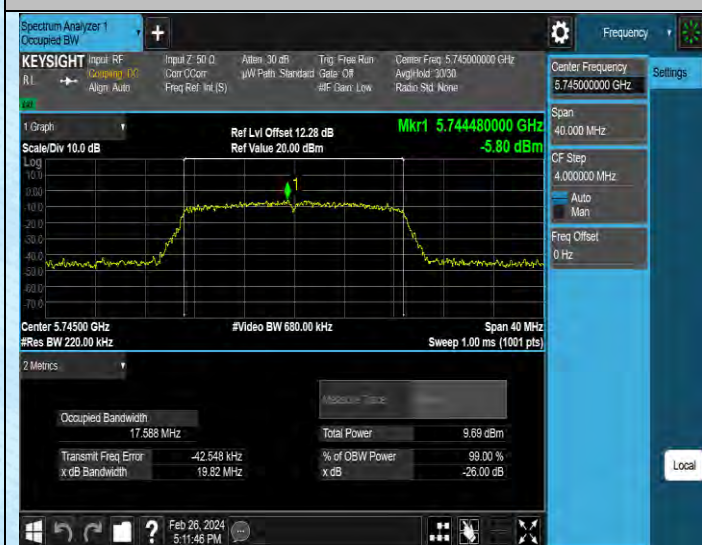 Spectrum Analyzer 1
Occupied BW
+
Frequency
KEYSIGHT
Input: RF
Coupling: DC
Align: Auto
Input Z: 50 Ω
Corr CCorr
Freq Ref: Int (S)
Atten: 30 dB
µW Path: Standard
Trig: Free Run
Gate: Off
#IF Gain: Low
Center Freq: 5.745000000 GHz
Avg|Hold: 30/30
Radio Std: None
Center Frequency
5.745000000 GHz
Settings
Span
40.000 MHz
CF Step
4.000000 MHz
Auto
Man
Freq Offset
0 Hz
1 Graph
Scale/Div 10.0 dB
Ref Lvl Offset 12.28 dB
Ref Value 20.00 dBm
Mkr1 5.744480000 GHz
-5.80 dBm
Log
10.0
0.00
-10.0
-20.0
-30.0
-40.0
-50.0
-60.0
-70.0
1
Center 5.74500 GHz
#Res BW 220.00 kHz
#Video BW 680.00 kHz
Span 40 MHz
Sweep 1.00 ms (1001 pts)
2 Metrics
Measure Trace
Occupied Bandwidth
17.588 MHz
Total Power 9.69 dBm
Transmit Freq Error -42.548 kHz
% of OBW Power 99.00 %
x dB Bandwidth 19.82 MHz
x dB -26.00 dB
Local
?
Feb 26, 2024
5:11:46 PM